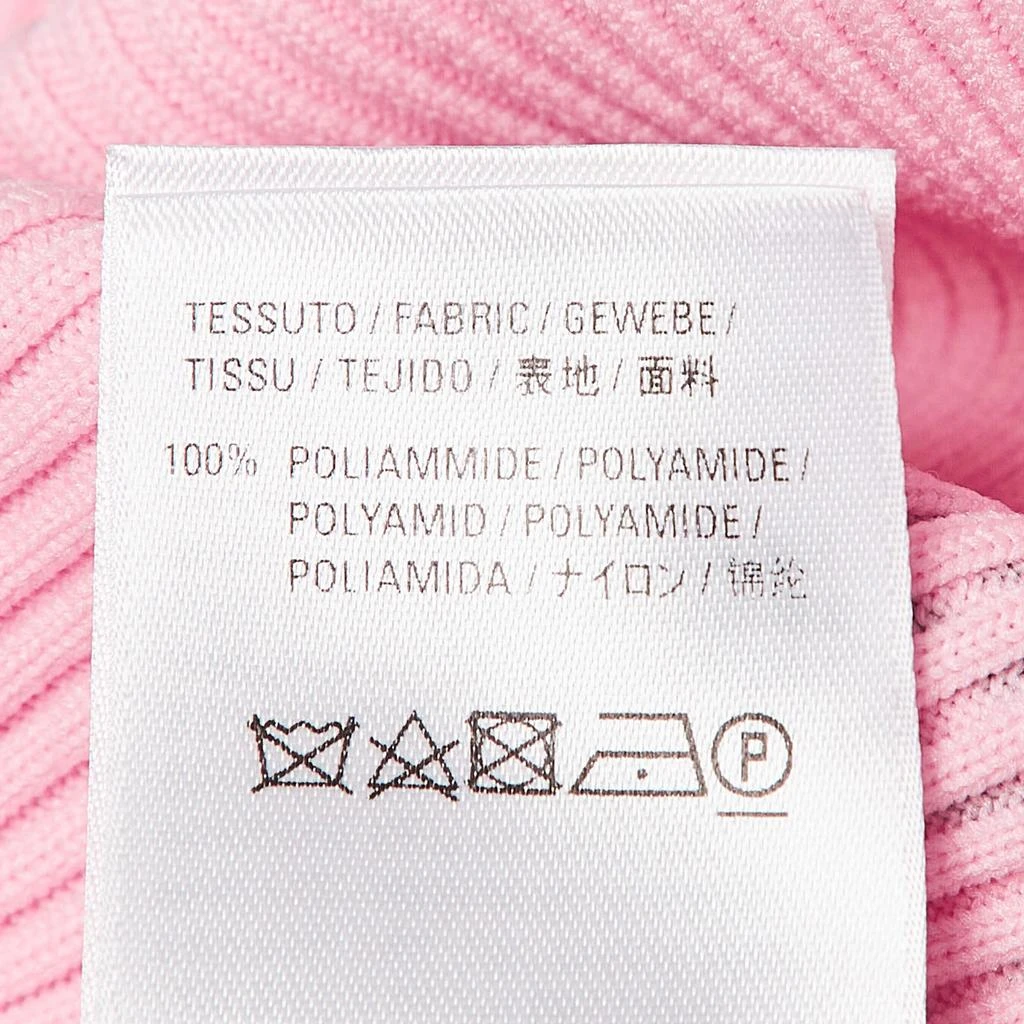 TESSUTO / FABRIC / GEWEBE /
TISSU / TEJIDO / 表地 / 面料
100% POLIAMMIDE / POLYAMIDE /
POLYAMID / POLYAMIDE /
POLIAMIDA / ナイロン / 锦纶
P